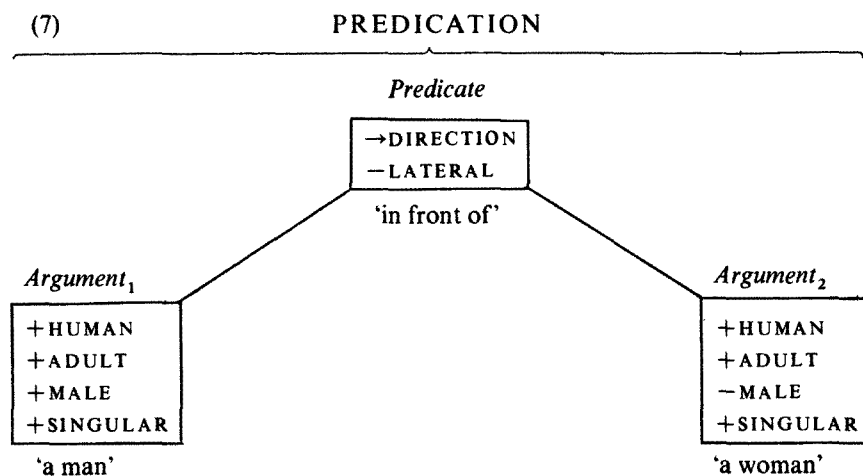 (7) PREDICATION
Predicate
→DIRECTION
−LATERAL
'in front of'
Argument₁
+HUMAN
+ADULT
+MALE
+SINGULAR
'a man'
Argument₂
+HUMAN
+ADULT
−MALE
+SINGULAR
'a woman'